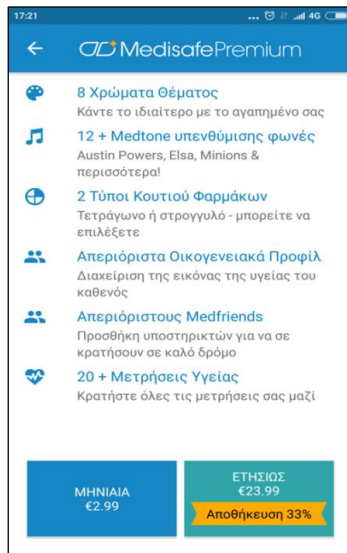 17:21 ... 4G
MedisafePremium
8 Χρώματα Θέματος
Κάντε το ιδιαίτερο με το αγαπημένο σας
12 + Medtone υπενθύμισης φωνές
Austin Powers, Elsa, Minions &
περισσότερα!
2 Τύποι Κουτιού Φαρμάκων
Τετράγωνο ή στρογγυλό - μπορείτε να
επιλέξετε
Απεριόριστα Οικογενειακά Προφίλ
Διαχείριση της εικόνας της υγείας του
καθενός
Απεριόριστους Medfriends
Προσθήκη υποστηρικτών για να σε
κρατήσουν σε καλό δρόμο
20 + Μετρήσεις Υγείας
Κρατήστε όλες τις μετρήσεις σας μαζί
ΜΗΝΙΑΙΑ
€2.99
ΕΤΗΣΙΩΣ
€23.99
Αποθήκευση 33%